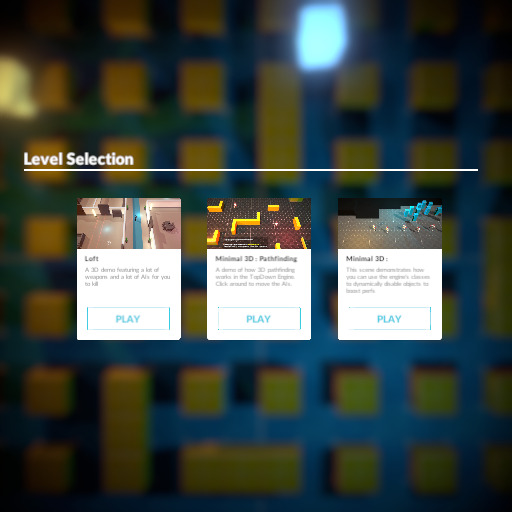 Level Selection
Loft
A 3D demo featuring a lot of
weapons and a lot of AIs for you
to kill
PLAY
Minimal 3D : Pathfinding
A demo of how 3D pathfinding
works in the TopDown Engine.
Click around to move the AIs.
PLAY
Minimal 3D :
This scene demonstrates how
you can use the engine's classes
to dynamically disable objects to
boost perfs
PLAY